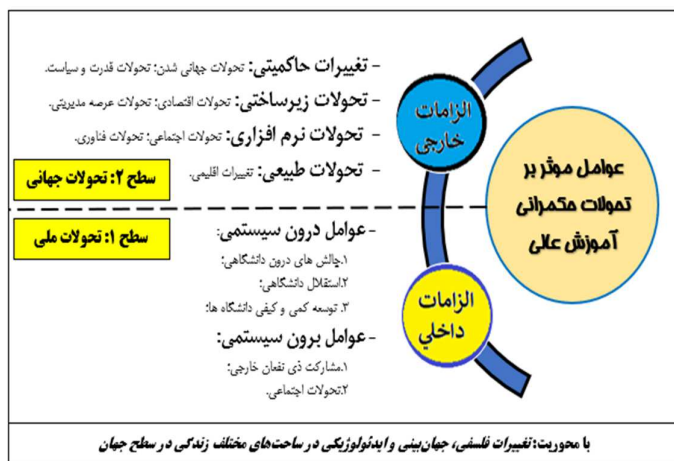 - تغییرات حاکمیتی: تحولات جهانی شدن؛ تحولات قدرت و سیاست.
- تحولات زیرساختی: تحولات اقتصادی؛ تحولات عرصه مدیریتی.
- تحولات نرم افزاری: تحولات اجتماعی؛ تحولات فناوری.
- تحولات طبیعی: تغییرات اقلیمی.
سطح ۲: تحولات جهانی
الزامات
خارجی
عوامل موثر بر
تحولات حکمرانی
آموزش عالی
سطح ۱: تحولات ملی
- عوامل درون سیستمی:
۱.چالش های درون دانشگاهی؛
۲.استقلال دانشگاهی؛
۳. توسعه کمی و کیفی دانشگاه ها؛
- عوامل برون سیستمی:
۱.مشارکت ذی تفعان خارجی؛
۲.تحولات اجتماعی.
الزامات
داخلي
با محوریت: تغییرات فلسفی، جهان‌بینی و ایدئولوژیکی در ساحت‌های مختلف زندگی در سطح جهان